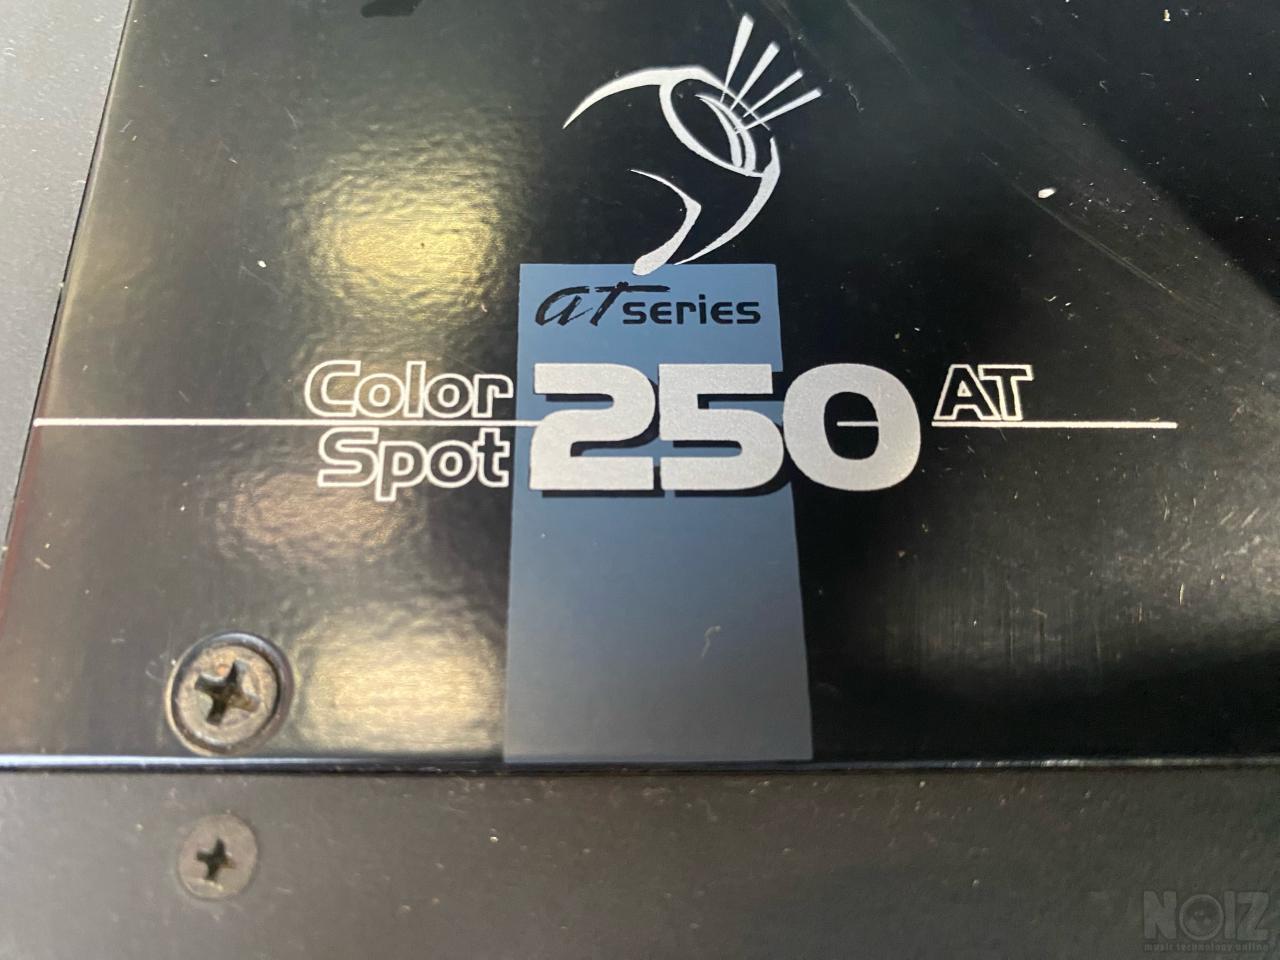 aT series
Color
Spot
250
AT
NOIZ
music technology online